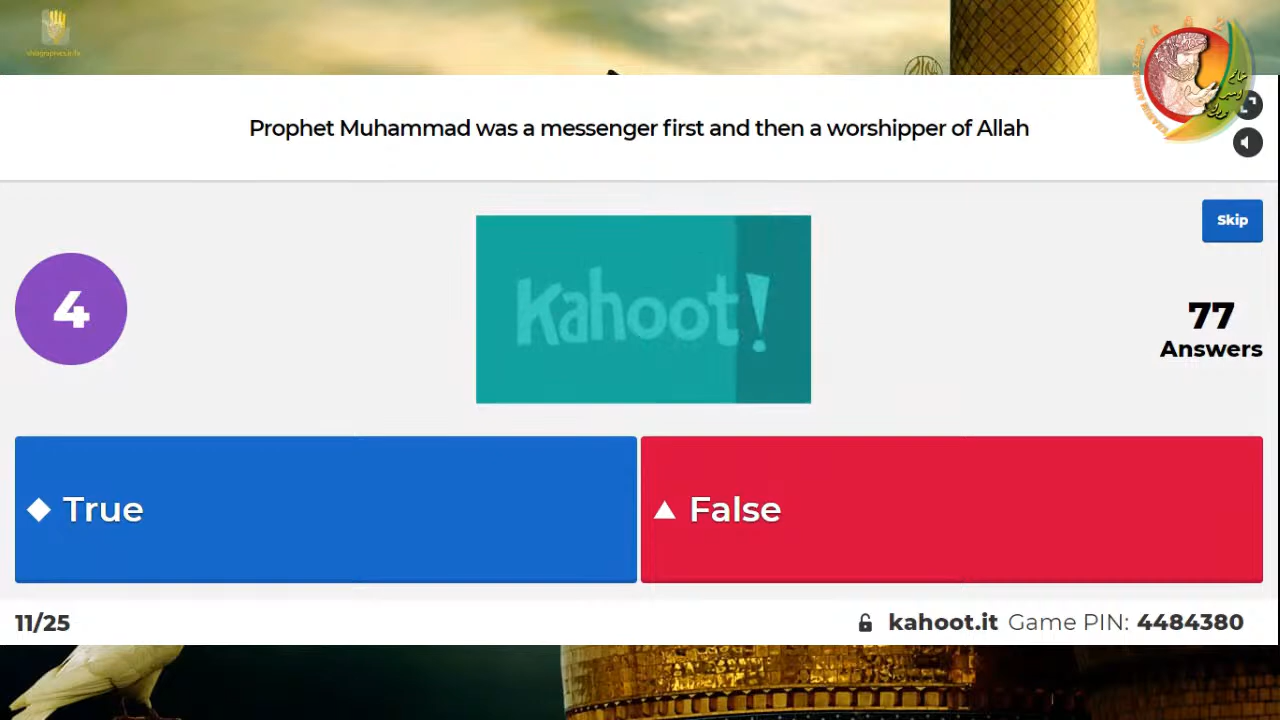 Prophet Muhammad was a messenger first and then a worshipper of Allah
Skip
4
Kahoot!
77
Answers
True
False
11/25
kahoot.it Game PIN: 4484380